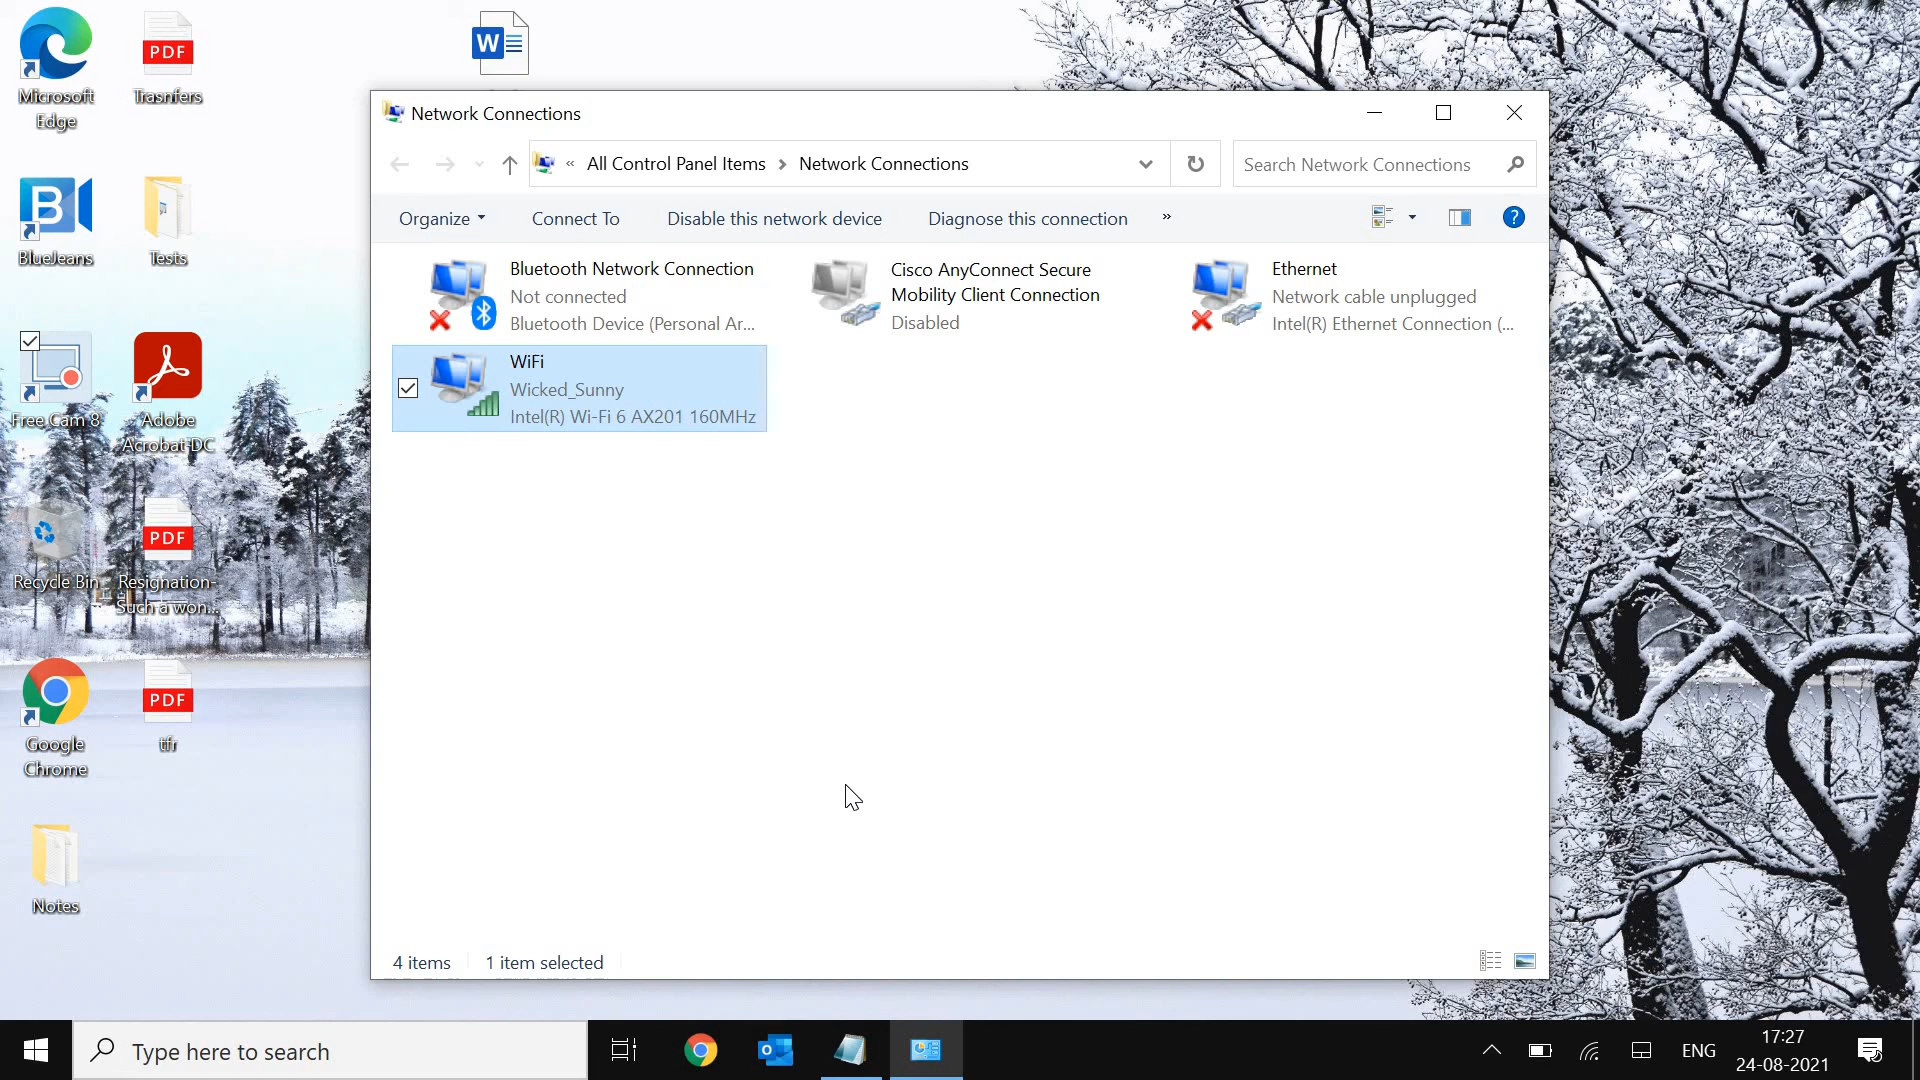 Microsoft
Edge
PDF
Trasnfers
W
Network Connections
« All Control Panel Items > Network Connections
Search Network Connections
Organize
Connect To
Disable this network device
Diagnose this connection
»
?
B
BlueJeans
Tests
Bluetooth Network Connection
Not connected
Bluetooth Device (Personal Ar...
Cisco AnyConnect Secure
Mobility Client Connection
Disabled
Ethernet
Network cable unplugged
Intel(R) Ethernet Connection (...
WiFi
Wicked_Sunny
Intel(R) Wi-Fi 6 AX201 160MHz
Free Cam 8
Adobe
Acrobat DC
Recycle Bin
PDF
Resignation-
Such a won...
Google
Chrome
PDF
tfr
Notes
4 items
1 item selected
Type here to search
ENG
17:27
24-08-2021